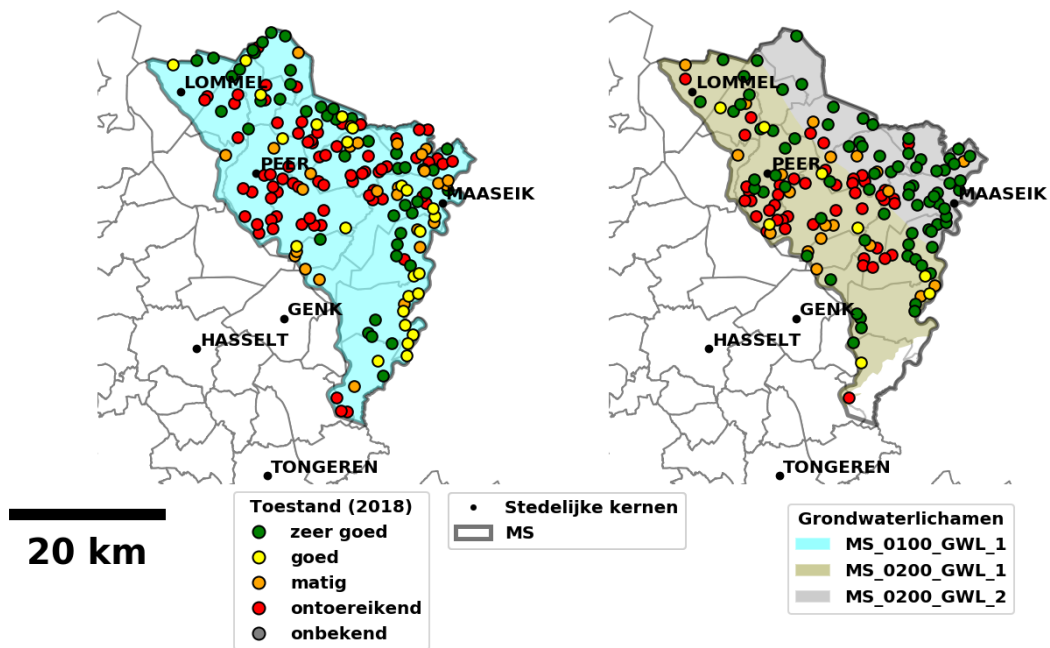 LOMMEL
PEER
MAASEIK
GENK
HASSELT
TONGEREN
LOMMEL
PEER
MAASEIK
GENK
HASSELT
TONGEREN
20 km
Toestand (2018)
zeer goed
goed
matig
ontoereikend
onbekend
Stedelijke kernen
MS
Grondwaterlichamen
MS_0100_GWL_1
MS_0200_GWL_1
MS_0200_GWL_2